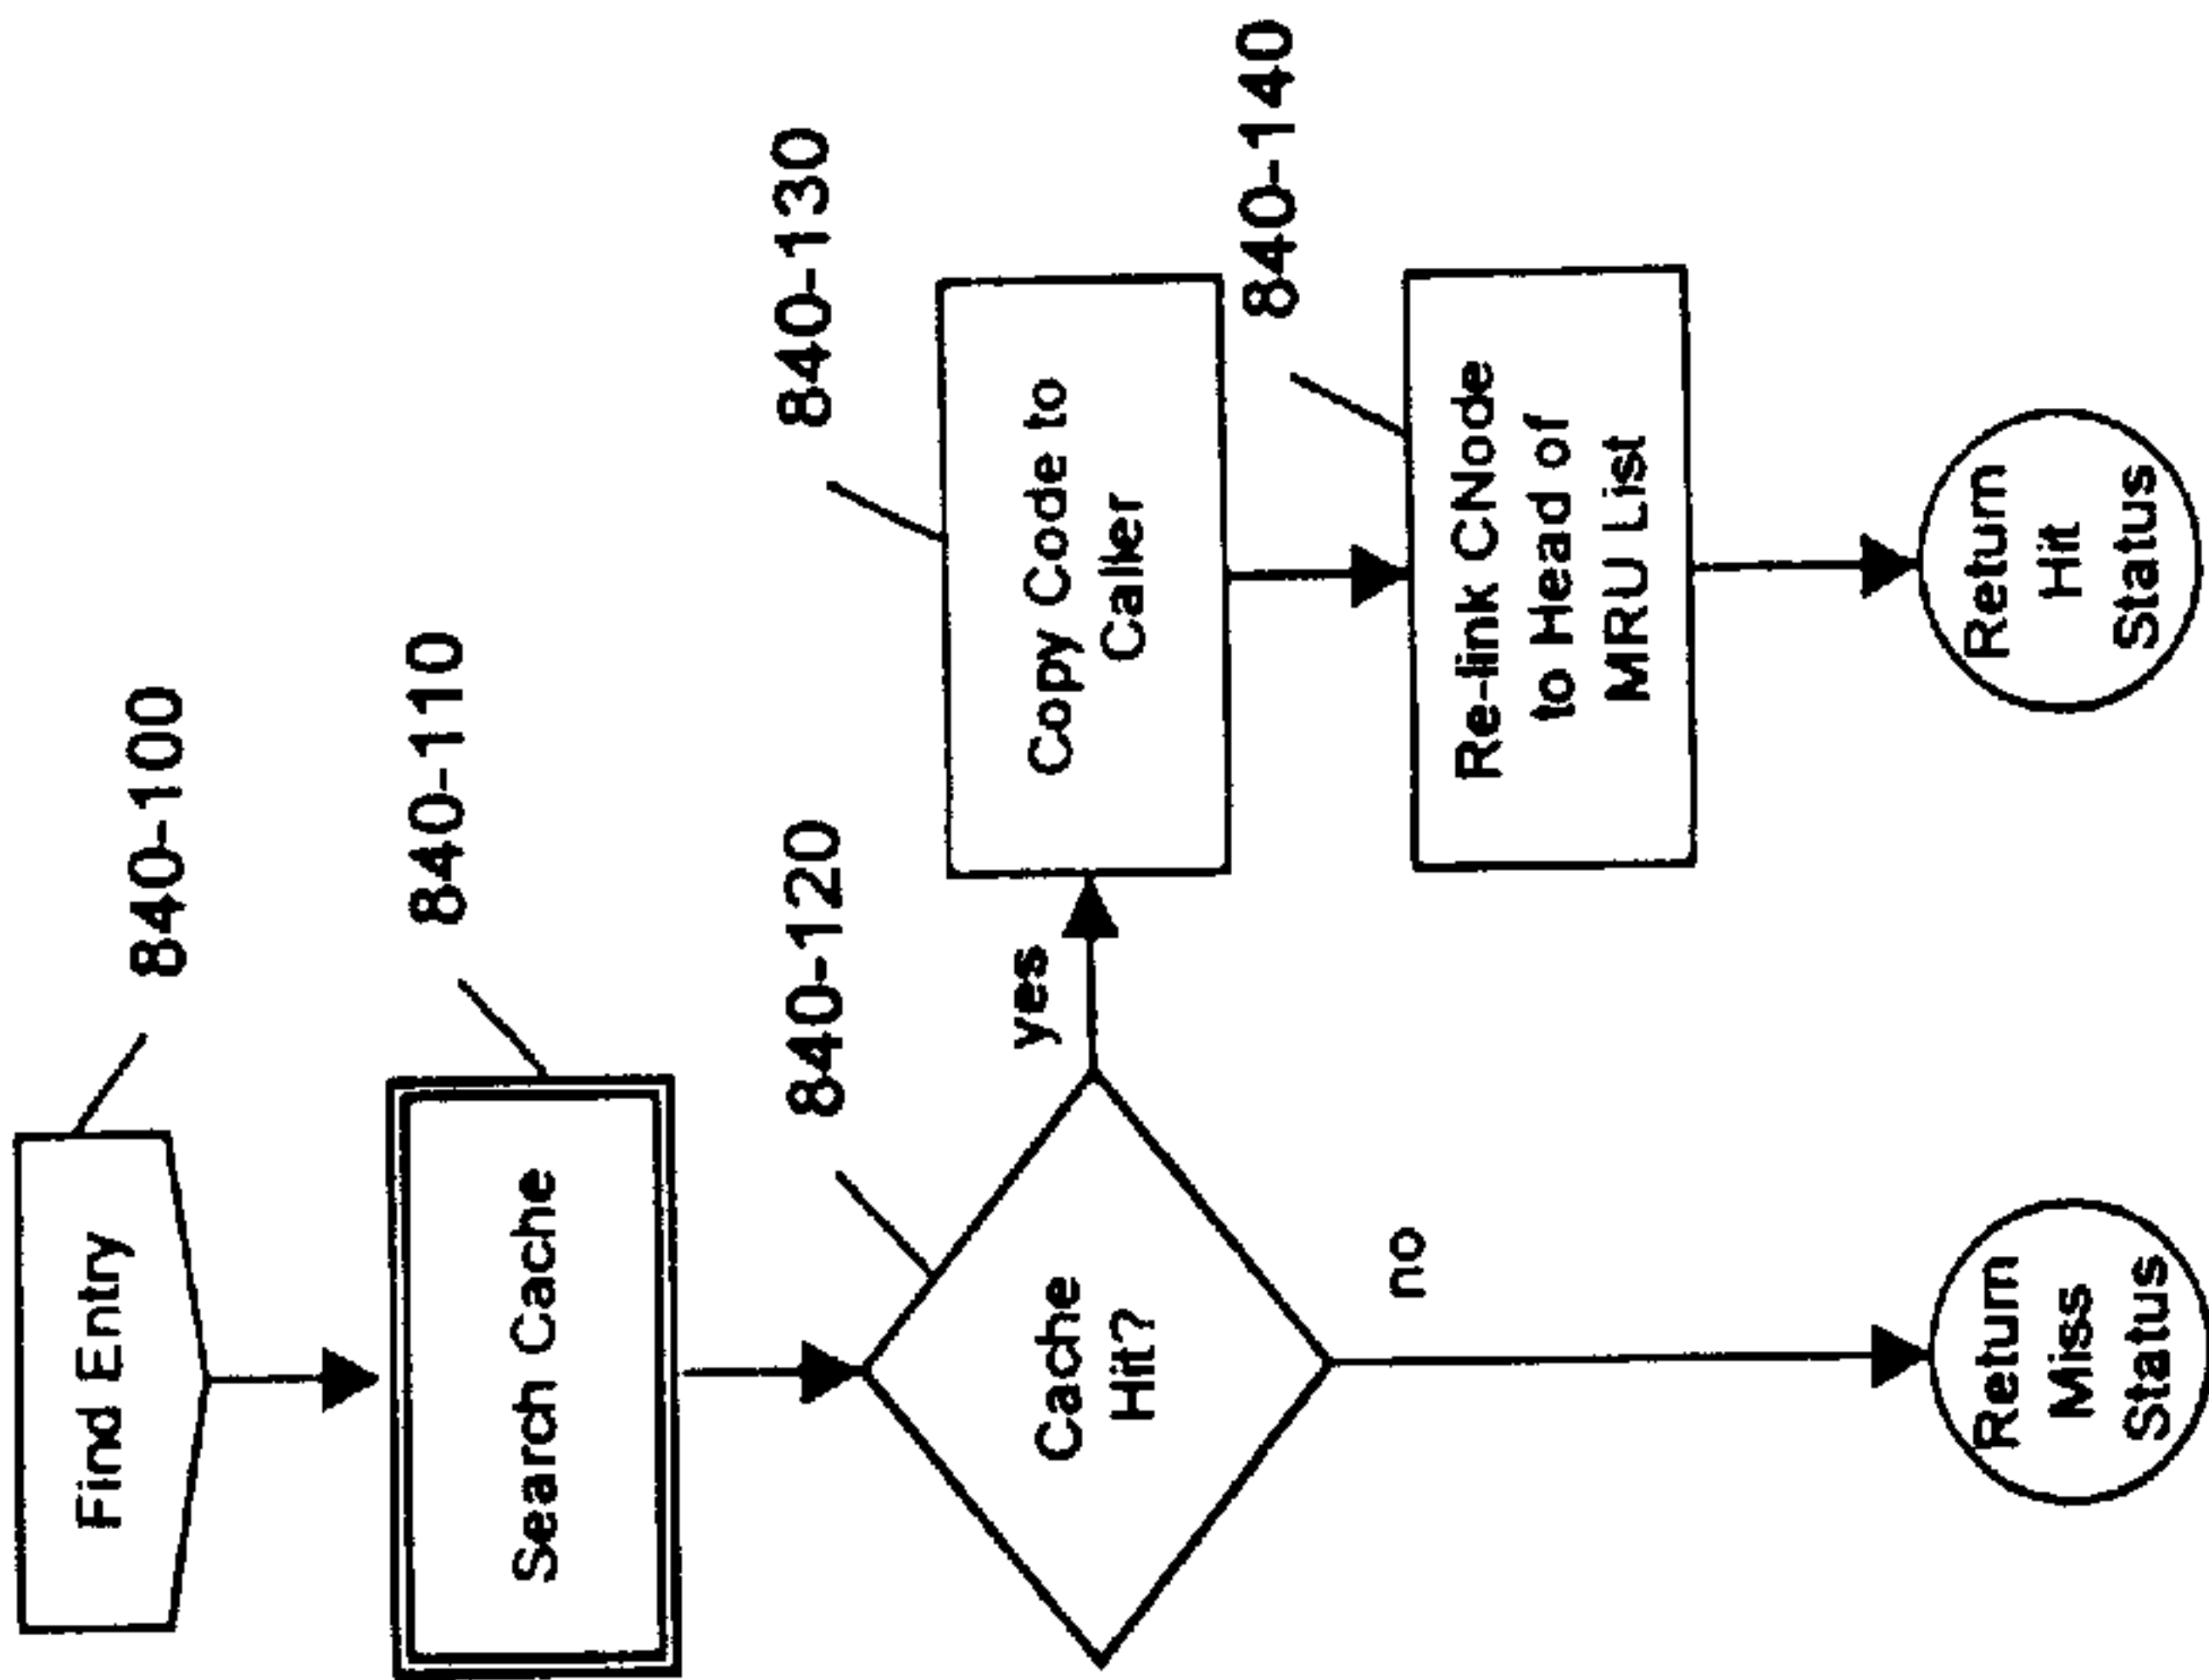 Find Entry
840-100
Search Cache
840-110
Cache
Hit?
840-120
yes
no
Copy Code to
Caller
840-130
Re-link CNode
to Head of
MRU List
840-140
Return
Miss
Status
Return
Hit
Status